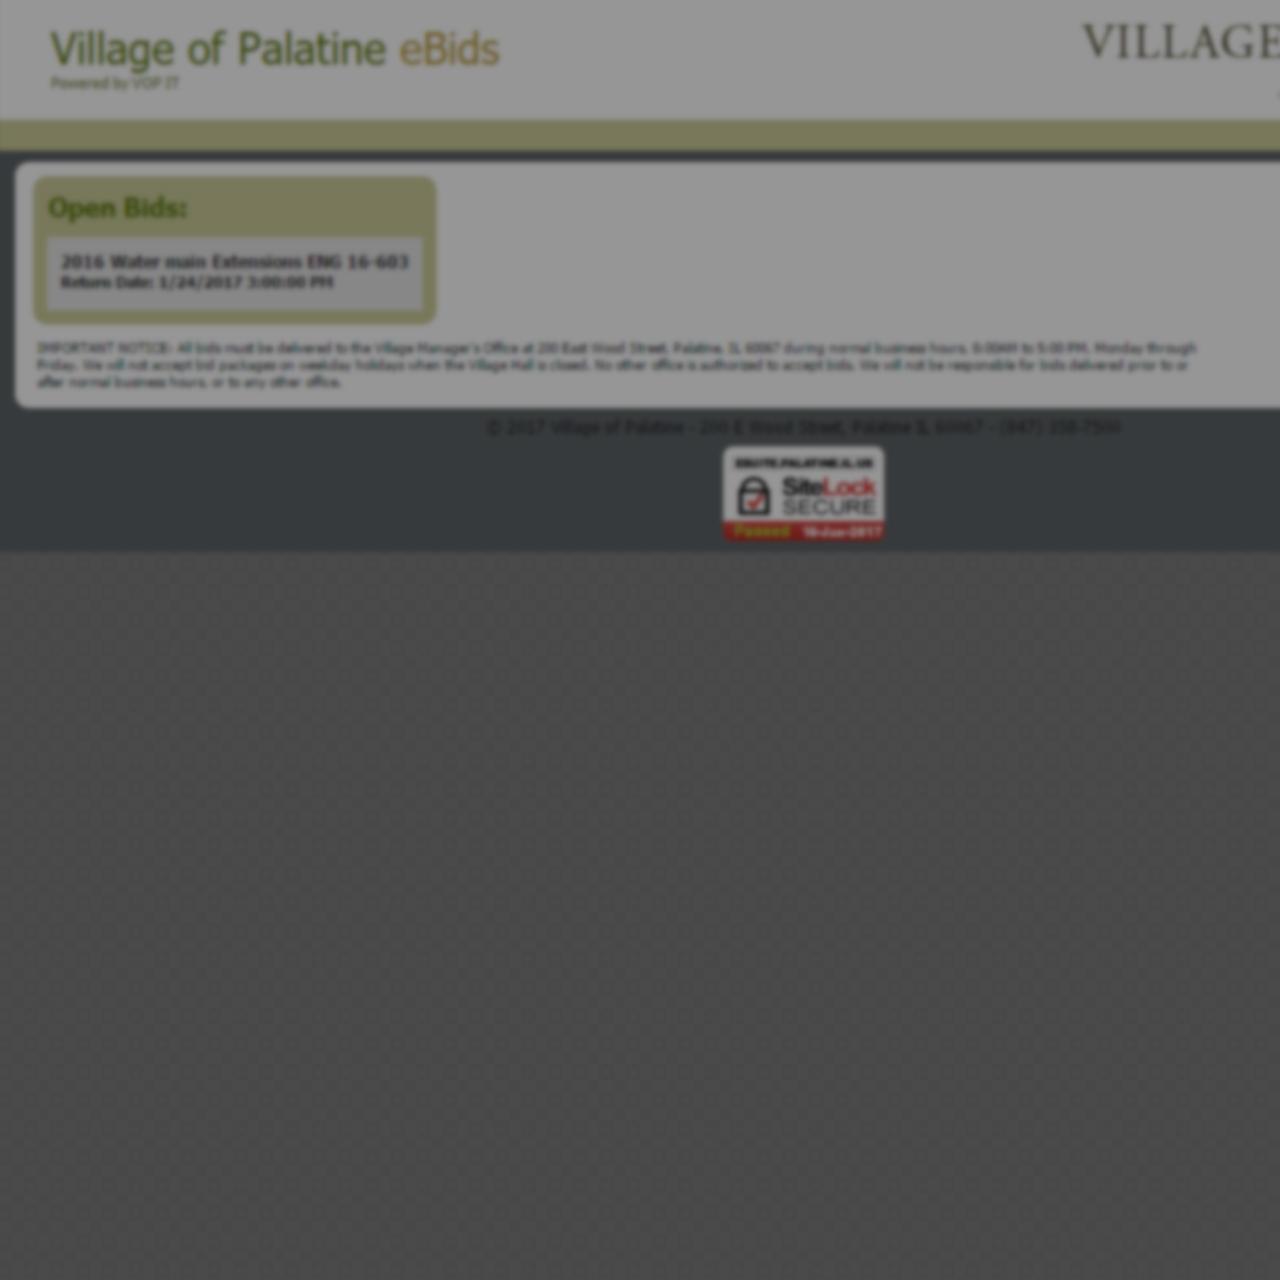 Village of Palatine eBids
VILLAGE
Powered by VOP IT
Open Bids:
2016 Water main Extensions ENG 16-603
Return Date: 1/24/2017 3:00:00 PM
IMPORTANT NOTICE: All bids must be delivered to the Village Manager's Office at 200 East Wood Street, Palatine, IL 60067 during normal business hours, 8:00AM to 5:00 PM, Monday through
Friday. We will not accept bid packages on weekday holidays when the Village Hall is closed. No other office is authorized to accept bids. We will not be responsible for bids delivered prior to or
after normal business hours, or to any other office.
© 2017 Village of Palatine - 200 E Wood Street, Palatine IL 60067 - (847) 358-7500
SiteLock
SECURE
Passed